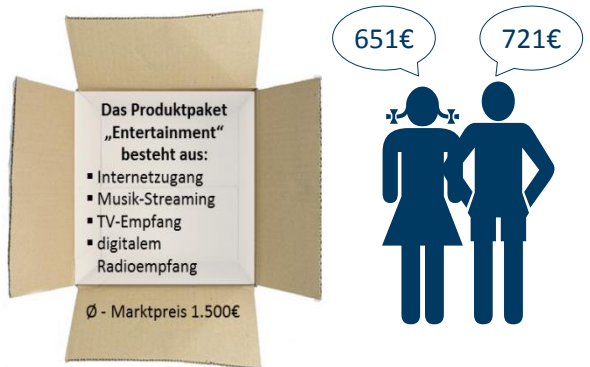 651€
721€
Das Produktpaket
„Entertainment“
besteht aus:
▪ Internetzugang
▪ Musik-Streaming
▪ TV-Empfang
▪ digitalem
Radioempfang
Ø - Marktpreis 1.500€